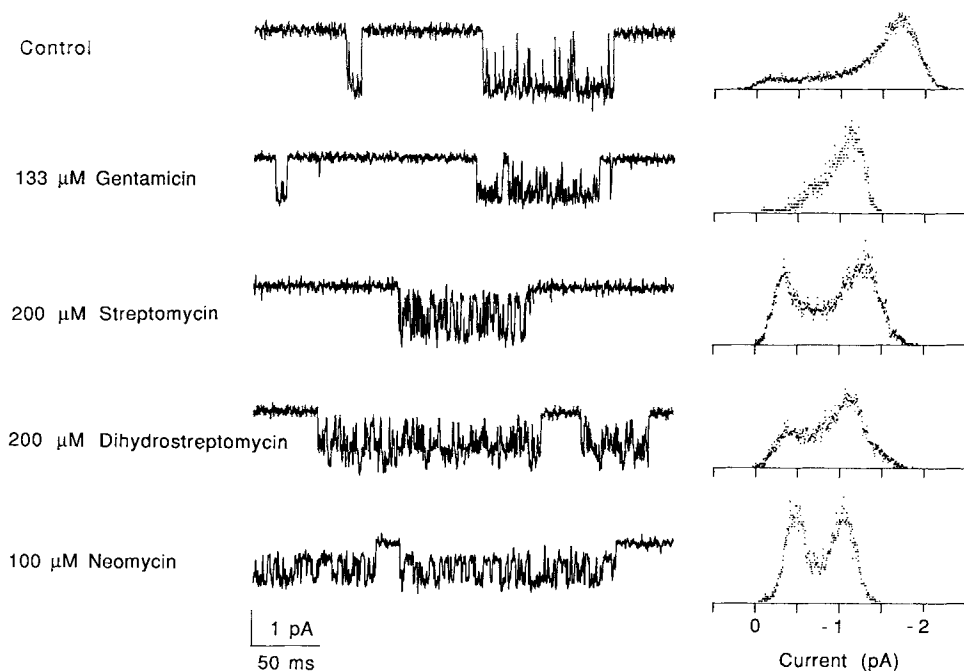 Control
133 μM Gentamicin
200 μM Streptomycin
200 μM Dihydrostreptomycin
100 μM Neomycin
1 pA
50 ms
0 -1 -2
Current (pA)